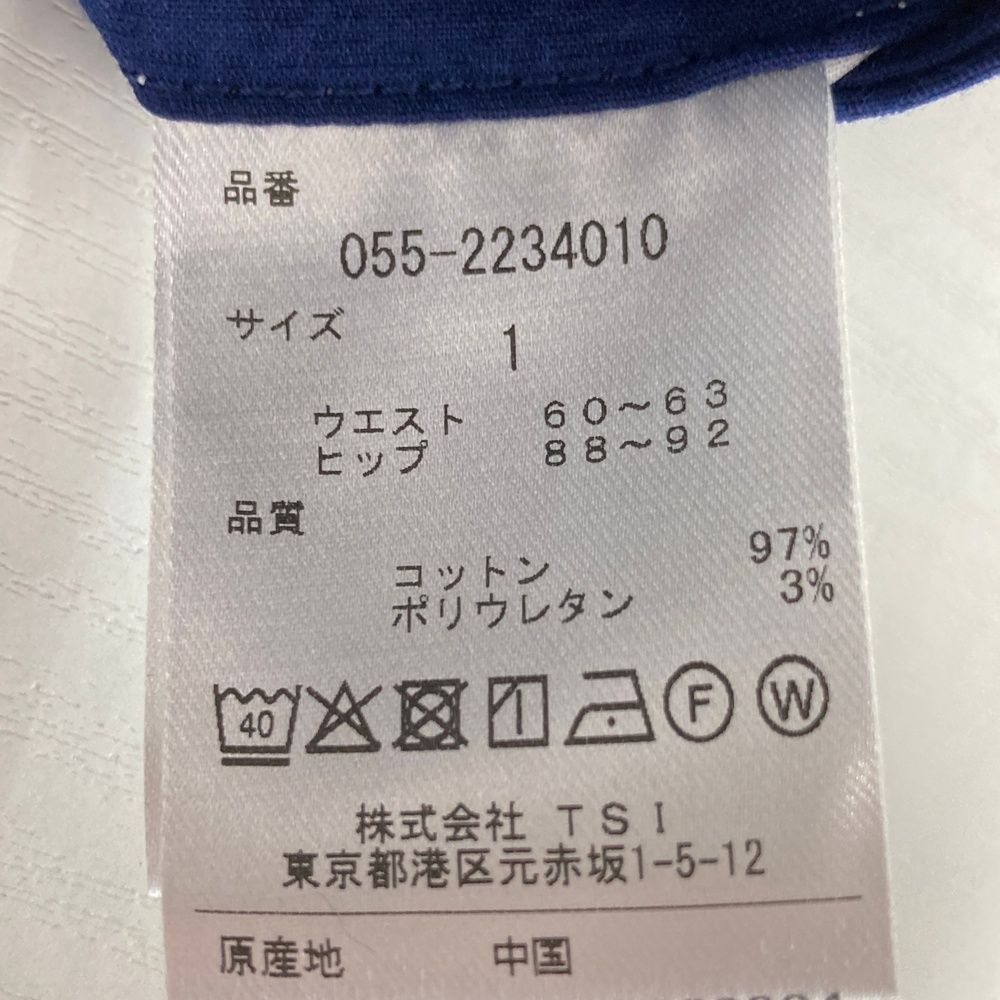 品番
055-2234010
サイズ
1
ウエスト 60〜63
ヒップ 88〜92
品質
コットン 97%
ポリウレタン 3%
40 F W
株式会社 TSI
東京都港区元赤坂1-5-12
原産地 中国